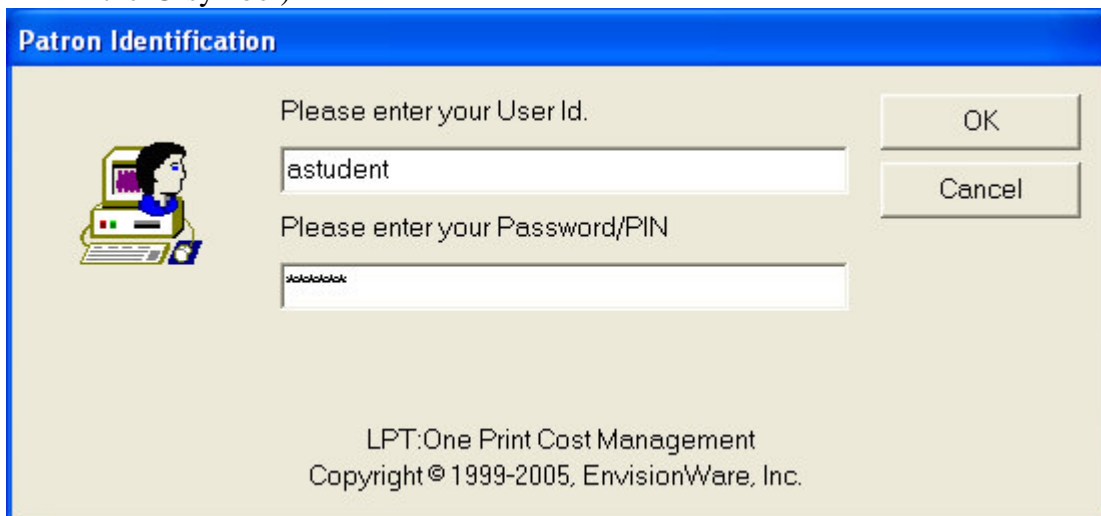 Patron Identification
Please enter your User Id.
OK
astudent
Cancel
Please enter your Password/PIN
******
LPT:One Print Cost Management
Copyright © 1999-2005, EnvisionWare, Inc.